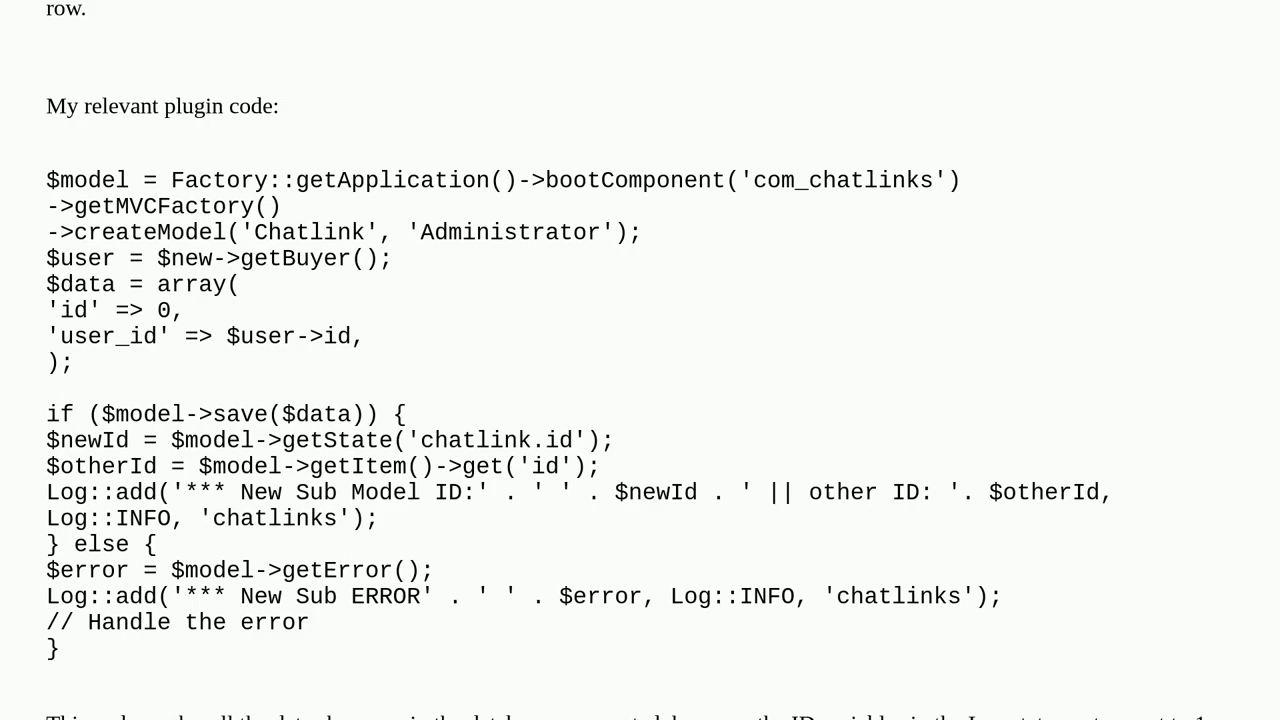 row.
My relevant plugin code:
$model = Factory::getApplication()->bootComponent('com_chatlinks')
->getMVCFactory()
->createModel('Chatlink', 'Administrator');
$user = $new->getBuyer();
$data = array(
'id' => 0,
'user_id' => $user->id,
);
if ($model->save($data)) {
$newId = $model->getState('chatlink.id');
$otherId = $model->getItem()->get('id');
Log::add('*** New Sub Model ID:' . ' ' . $newId . ' || other ID: '. $otherId,
Log::INFO, 'chatlinks');
} else {
$error = $model->getError();
Log::add('*** New Sub ERROR' . ' ' . $error, Log::INFO, 'chatlinks');
// Handle the error
}